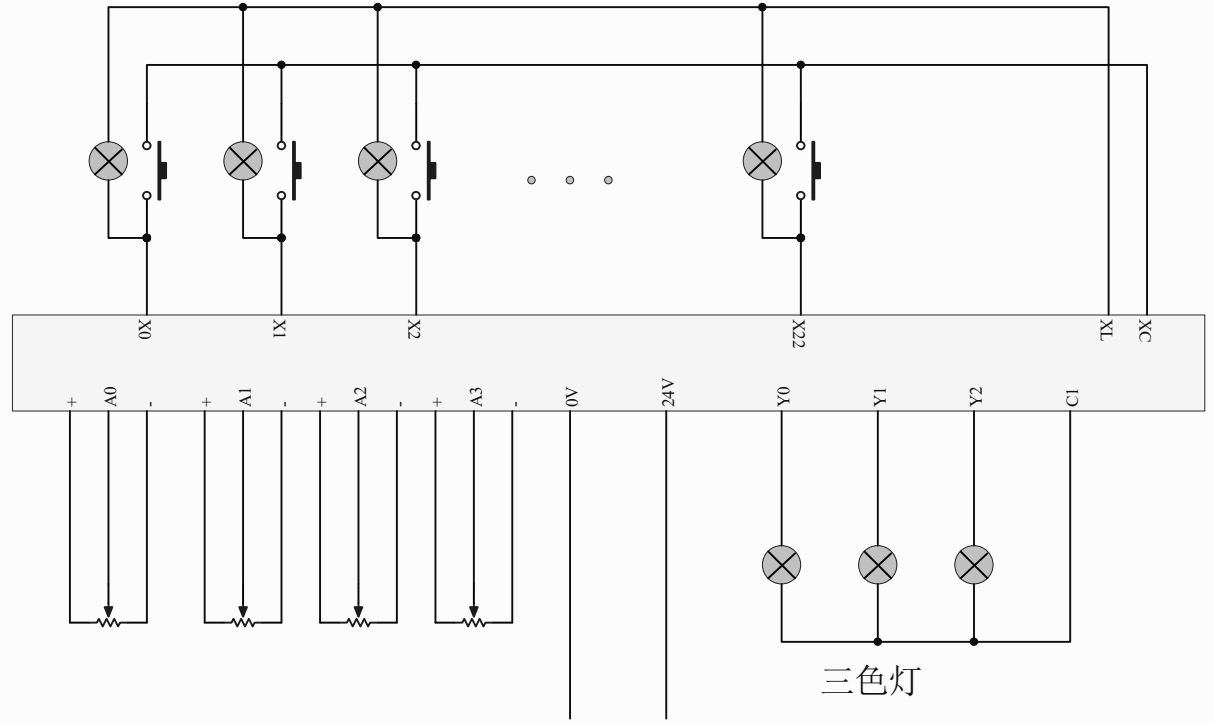 X0
X1
X2
X22
XL
XC
+
A0
-
+
A1
-
+
A2
-
+
A3
-
0V
24V
Y0
Y1
Y2
C1
三色灯